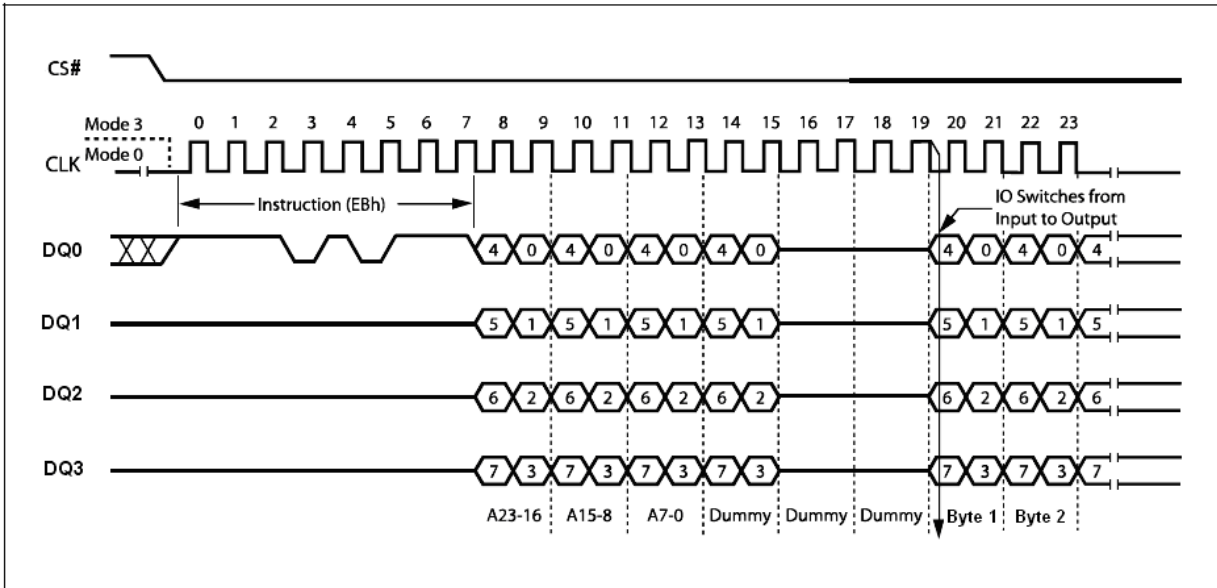 CS#
Mode 3
0 1 2 3 4 5 6 7 8 9 10 11 12 13 14 15 16 17 18 19 20 21 22 23
Mode 0
CLK
Instruction (EBh)
IO Switches from
Input to Output
DQ0 4 0 4 0 4 0 4 0 4 0 4 0 4
DQ1 5 1 5 1 5 1 5 1 5 1 5 1 5
DQ2 6 2 6 2 6 2 6 2 6 2 6 2 6
DQ3 7 3 7 3 7 3 7 3 7 3 7 3 7
A23-16 A15-8 A7-0 Dummy Dummy Dummy Byte 1 Byte 2